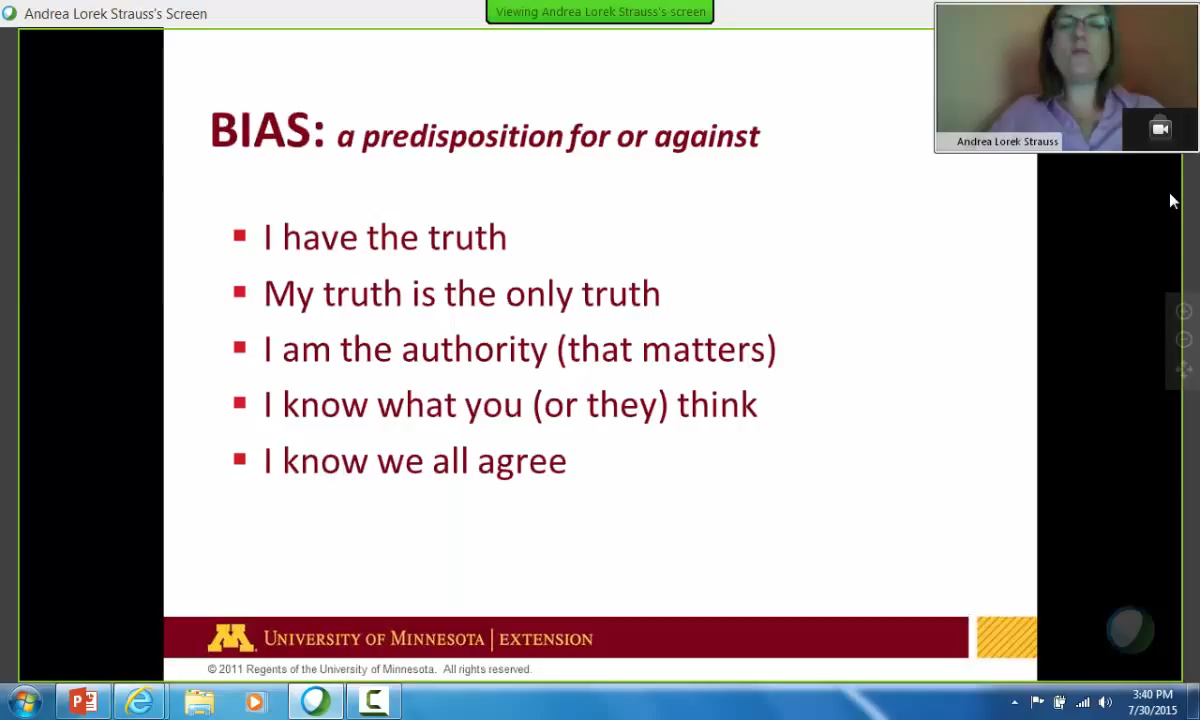 Andrea Lorek Strauss's Screen
Viewing Andrea Lorek Strauss's screen
Andrea Lorek Strauss
BIAS: a predisposition for or against
I have the truth
My truth is the only truth
I am the authority (that matters)
I know what you (or they) think
I know we all agree
M UNIVERSITY OF MINNESOTA | EXTENSION
© 2011 Regents of the University of Minnesota. All rights reserved.
3:40 PM
7/30/2015